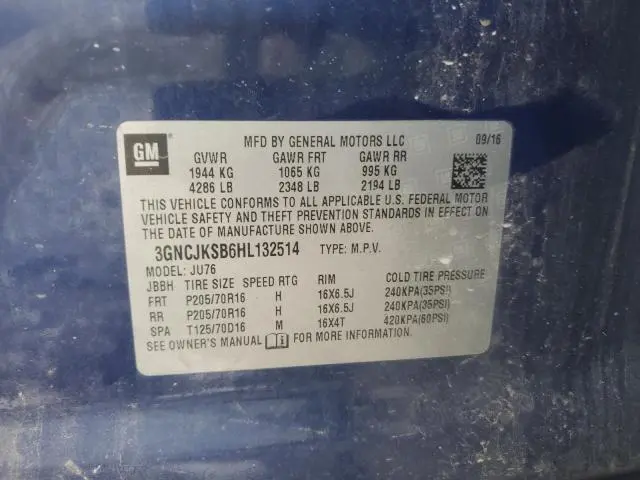 GM
MFD BY GENERAL MOTORS LLC 09/16
GVWR GAWR FRT GAWR RR
1944 KG 1065 KG 995 KG
4286 LB 2348 LB 2194 LB
THIS VEHICLE CONFORMS TO ALL APPLICABLE U.S. FEDERAL MOTOR
VEHICLE SAFETY AND THEFT PREVENTION STANDARDS IN EFFECT ON
THE DATE OF MANUFACTURE SHOWN ABOVE.
3GNCJKSB6HL132514 TYPE: M.P.V.
MODEL: JU76
JBBH TIRE SIZE SPEED RTG RIM COLD TIRE PRESSURE
FRT P205/70R16 H 16X6.5J 240KPA(35PSI)
RR P205/70R16 H 16X6.5J 240KPA(35PSI)
SPA T125/70D16 M 16X4T 420KPA(60PSI)
SEE OWNER'S MANUAL FOR MORE INFORMATION.